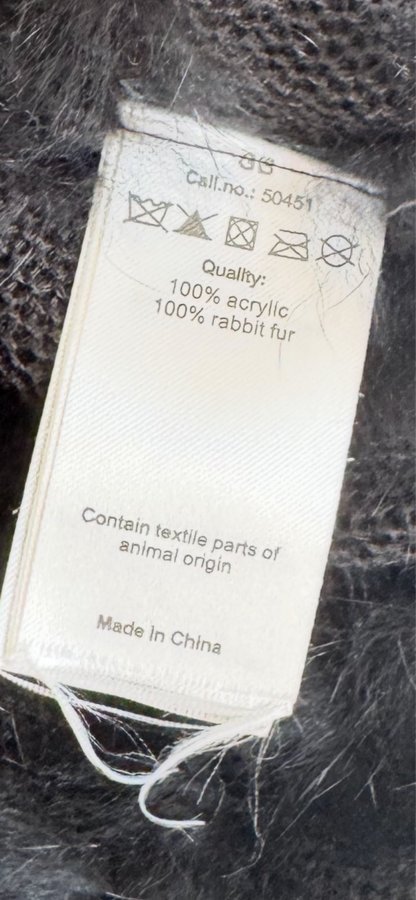 Call.no.: 50451
Quality:
100% acrylic
100% rabbit fur
Contain textile parts of
animal origin
Made in China